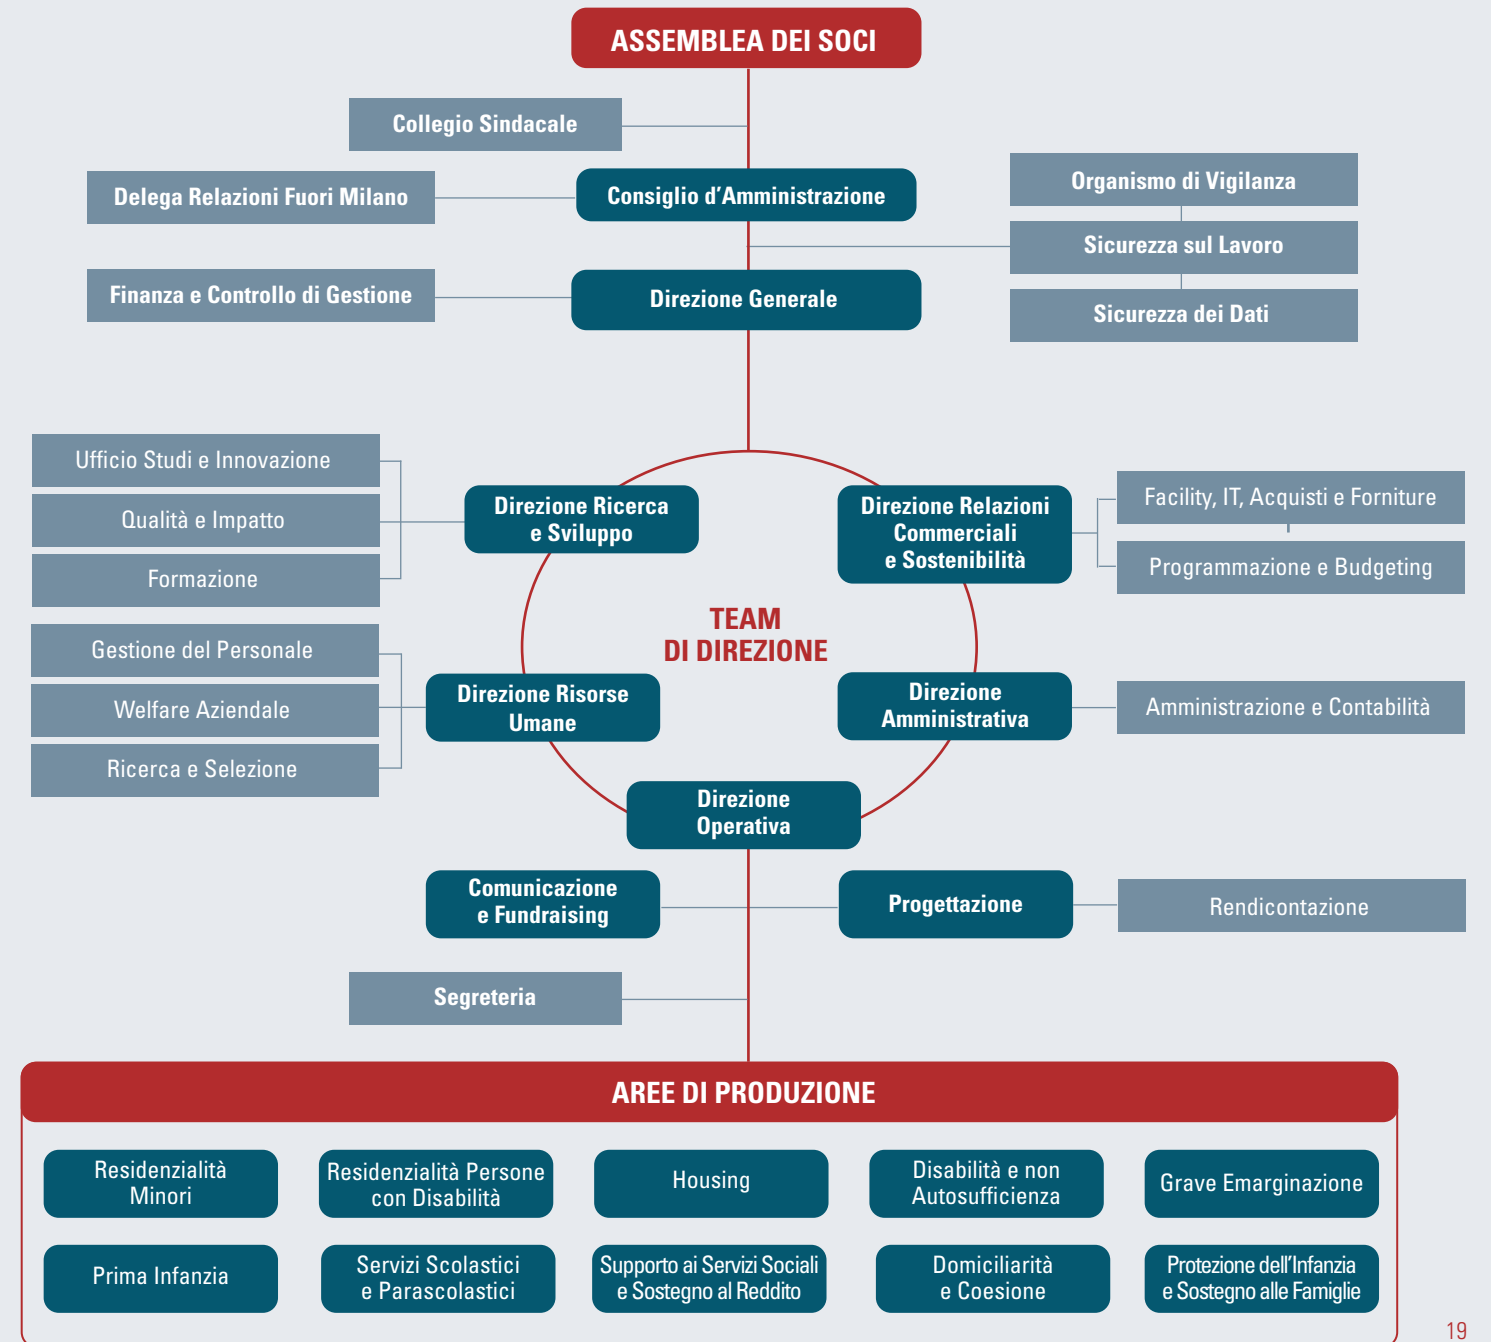 ASSEMBLEA DEI SOCI
Collegio Sindacale
Delega Relazioni Fuori Milano
Consiglio d'Amministrazione
Organismo di Vigilanza
Sicurezza sul Lavoro
Finanza e Controllo di Gestione
Direzione Generale
Sicurezza dei Dati
Ufficio Studi e Innovazione
Qualità e Impatto
Formazione
Direzione Ricerca
e Sviluppo
Direzione Relazioni
Commerciali
e Sostenibilità
Facility, IT, Acquisti e Forniture
Programmazione e Budgeting
TEAM
DI DIREZIONE
Gestione del Personale
Welfare Aziendale
Ricerca e Selezione
Direzione Risorse
Umane
Direzione
Amministrativa
Amministrazione e Contabilità
Direzione
Operativa
Comunicazione
e Fundraising
Progettazione
Rendicontazione
Segreteria
AREE DI PRODUZIONE
Residenzialità
Minori
Residenzialità Persone
con Disabilità
Housing
Disabilità e non
Autosufficienza
Grave Emarginazione
Prima Infanzia
Servizi Scolastici
e Parascolastici
Supporto ai Servizi Sociali
e Sostegno al Reddito
Domiciliarità
e Coesione
Protezione dell'Infanzia
e Sostegno alle Famiglie
19